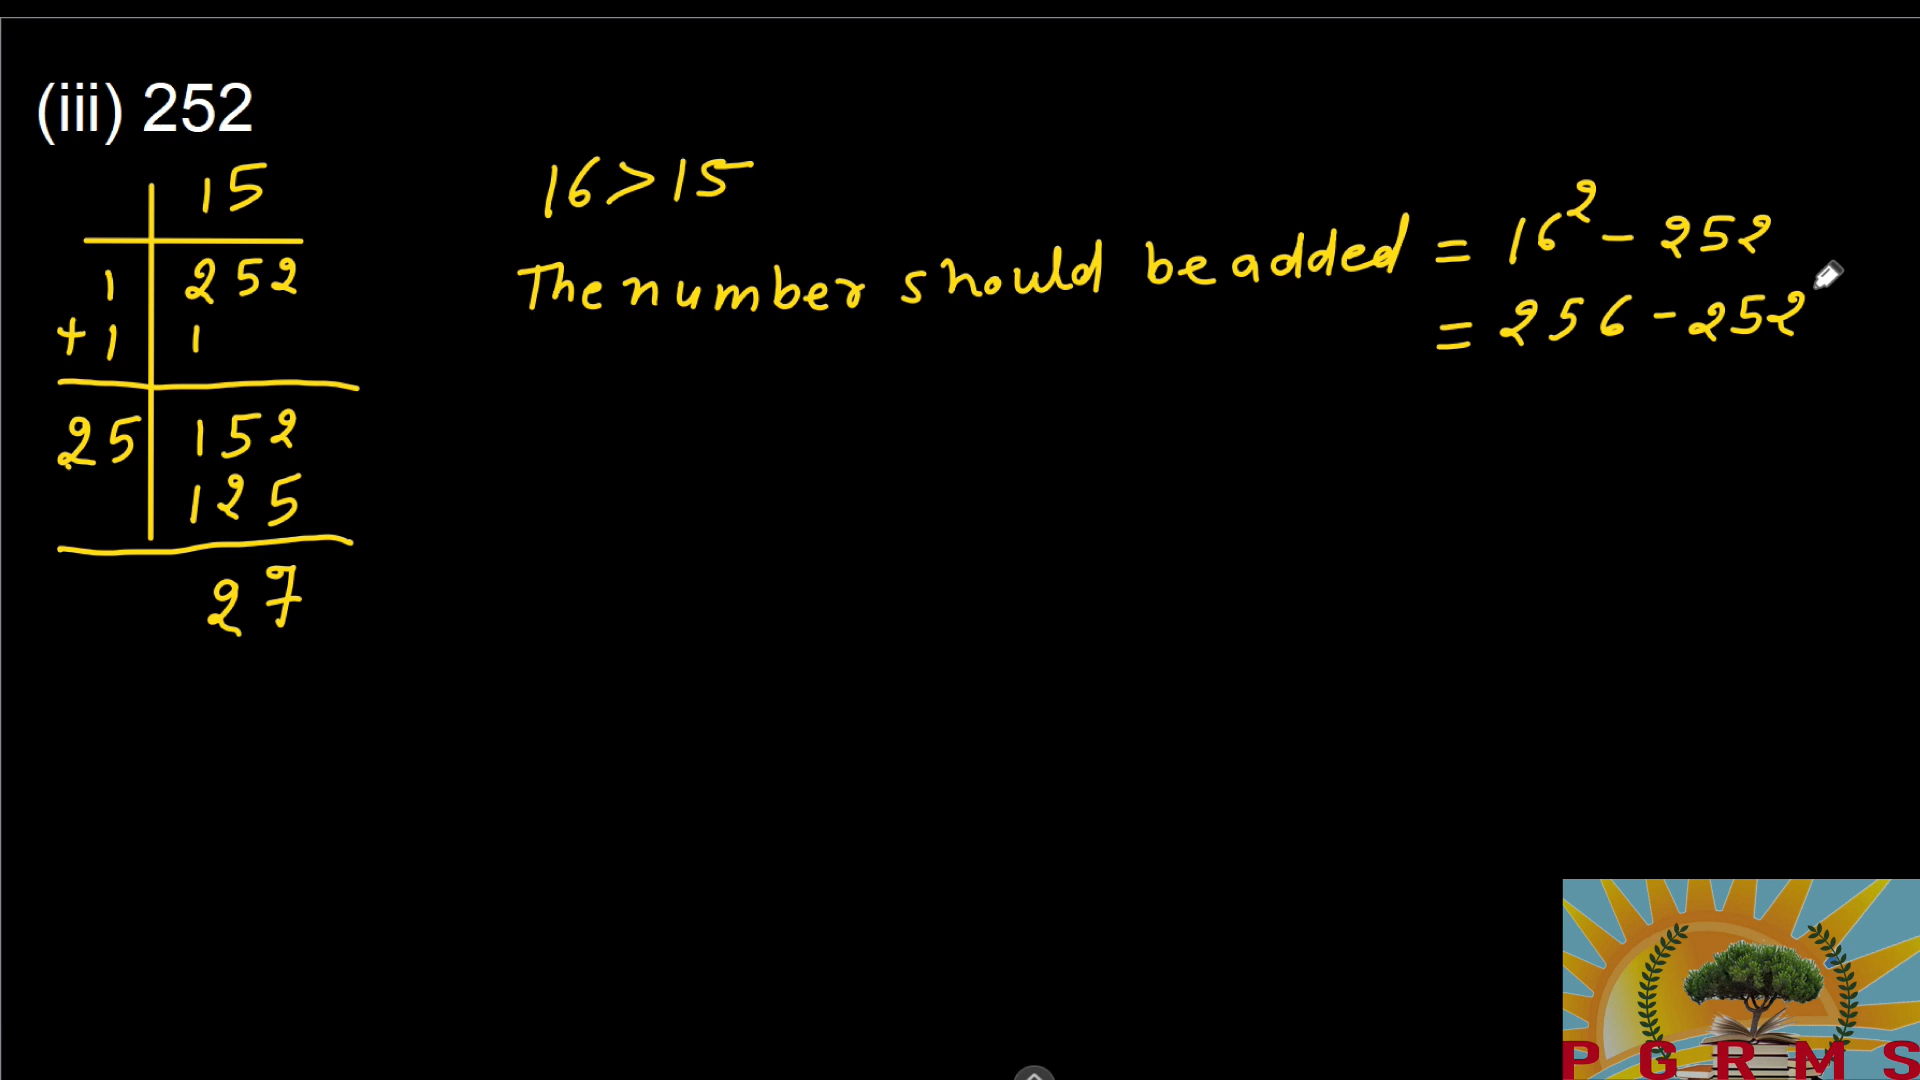 (iii) 252
15
1 252
+ 1 1
25 152
125
27
16 > 15
The number should be added = 16² - 252
= 256 - 252
P G R M S